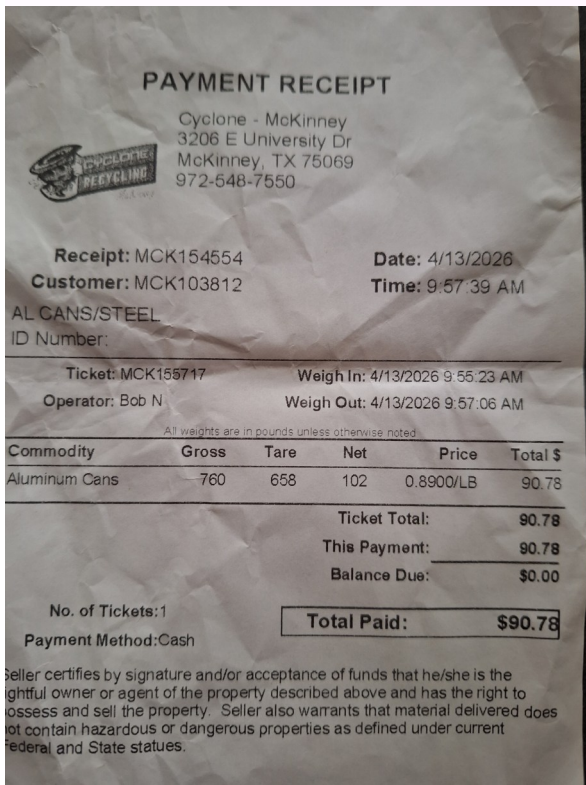 PAYMENT RECEIPT
Cyclone - McKinney
3206 E University Dr
McKinney, TX 75069
972-548-7550
CYCLONE
RECYCLING
Receipt: MCK154554 Date: 4/13/2026
Customer: MCK103812 Time: 9:57:39 AM
AL CANS/STEEL
ID Number:
Ticket: MCK155717 Weigh In: 4/13/2026 9:55:23 AM
Operator: Bob N Weigh Out: 4/13/2026 9:57:06 AM
All weights are in pounds unless otherwise noted
Commodity Gross Tare Net Price Total $
Aluminum Cans 760 658 102 0.8900/LB 90.78
Ticket Total: 90.78
This Payment: 90.78
Balance Due: $0.00
No. of Tickets:1
Total Paid: $90.78
Payment Method:Cash
Seller certifies by signature and/or acceptance of funds that he/she is the
ightful owner or agent of the property described above and has the right to
ossess and sell the property. Seller also warrants that material delivered does
ot contain hazardous or dangerous properties as defined under current
Federal and State statues.